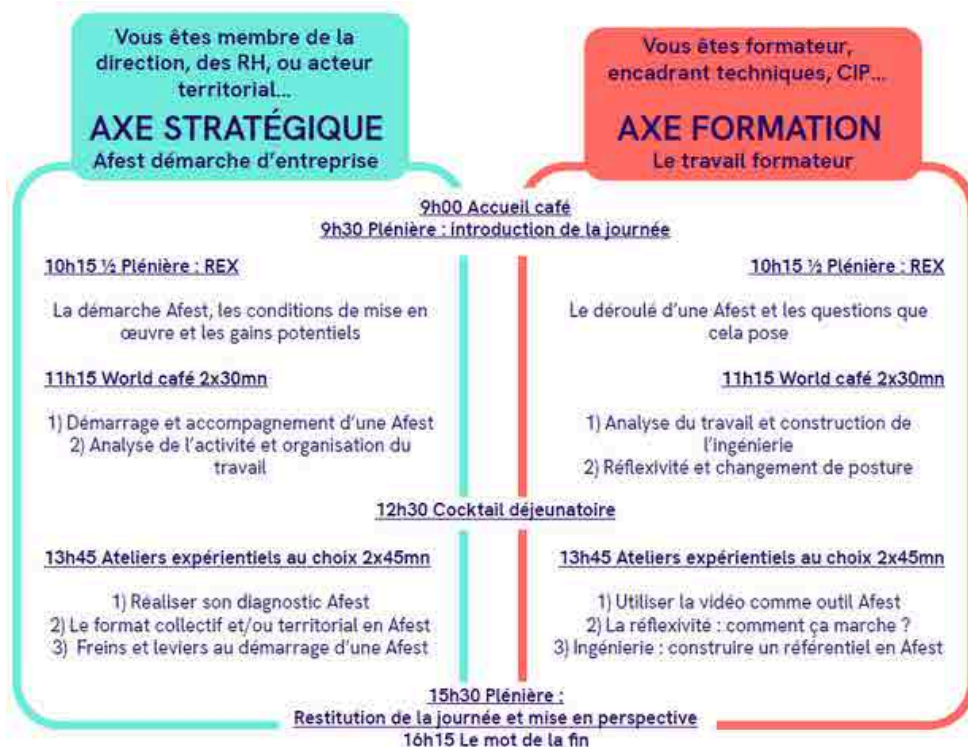 Vous êtes membre de la
direction, des RH, ou acteur
territorial...
AXE STRATÉGIQUE
Afest démarche d'entreprise
Vous êtes formateur,
encadrant techniques, CIP...
AXE FORMATION
Le travail formateur
9h00 Accueil café
9h30 Plénière : introduction de la journée
10h15 ½ Plénière : REX
La démarche Afest, les conditions de mise en
œuvre et les gains potentiels
11h15 World café 2x30mn
1) Démarrage et accompagnement d'une Afest
2) Analyse de l'activité et organisation du
travail
10h15 ½ Plénière : REX
Le déroulé d'une Afest et les questions que
cela pose
11h15 World café 2x30mn
1) Analyse du travail et construction de
l'ingénierie
2) Réflexivité et changement de posture
12h30 Cocktail déjeunatoire
13h45 Ateliers expérientiels au choix 2x45mn
1) Réaliser son diagnostic Afest
2) Le format collectif et/ou territorial en Afest
3) Freins et leviers au démarrage d'une Afest
13h45 Ateliers expérientiels au choix 2x45mn
1) Utiliser la vidéo comme outil Afest
2) La réflexivité : comment ça marche ?
3) Ingénierie : construire un référentiel en Afest
15h30 Plénière :
Restitution de la journée et mise en perspective
16h15 Le mot de la fin